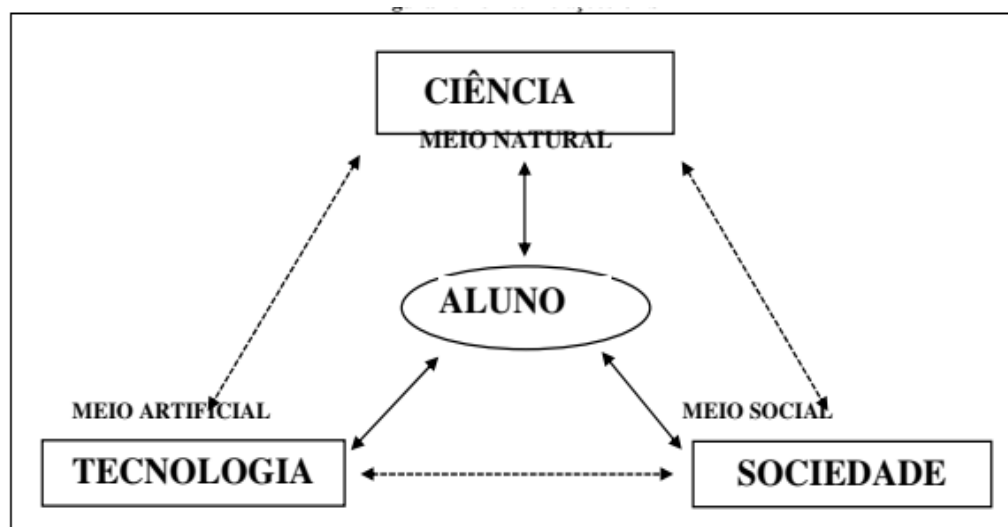 CIÊNCIA
MEIO NATURAL
ALUNO
MEIO ARTIFICIAL
MEIO SOCIAL
TECNOLOGIA
SOCIEDADE